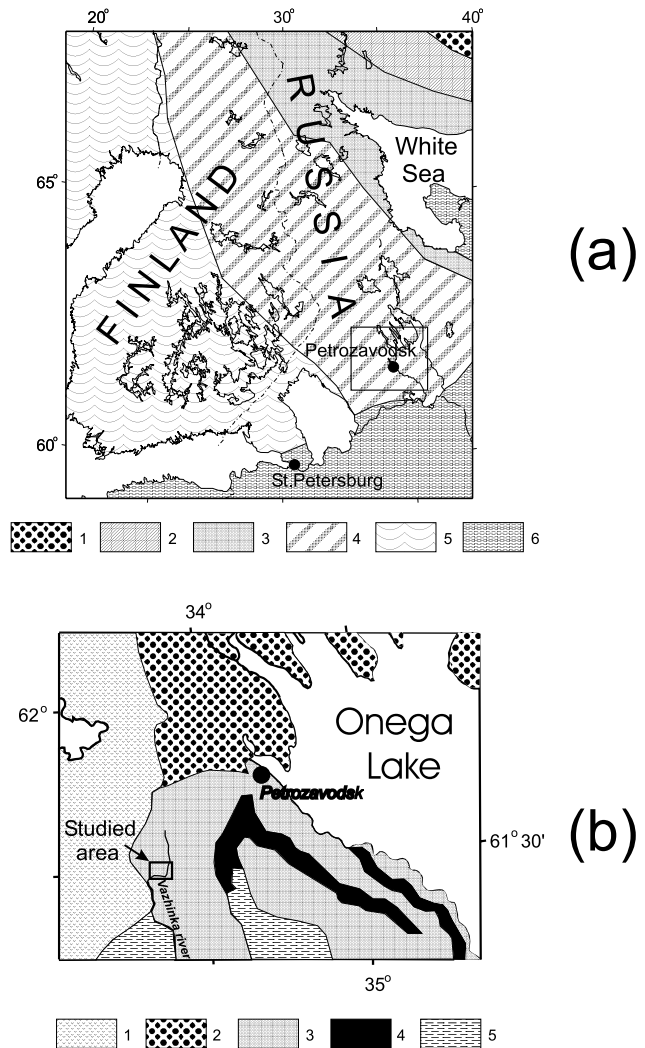 20° 30° 40°
RUSSIA
White
Sea
65°
(a)
FINLAND
Petrozavodsk
60°
St.Petersburg
1 2 3 4 5 6
34°
62°
Onega
Lake
Petrozavodsk
(b)
Studied
area
61°30'
Vazhinka river
35°
1 2 3 4 5